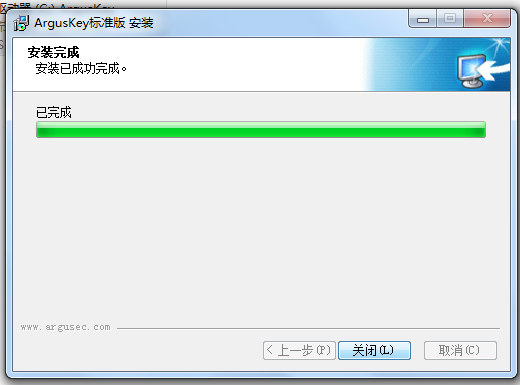 ArgusKey标准版 安装
安装完成
安装已成功完成。
已完成
www.argusec.com
< 上一步(P)
关闭(L)
取消(C)